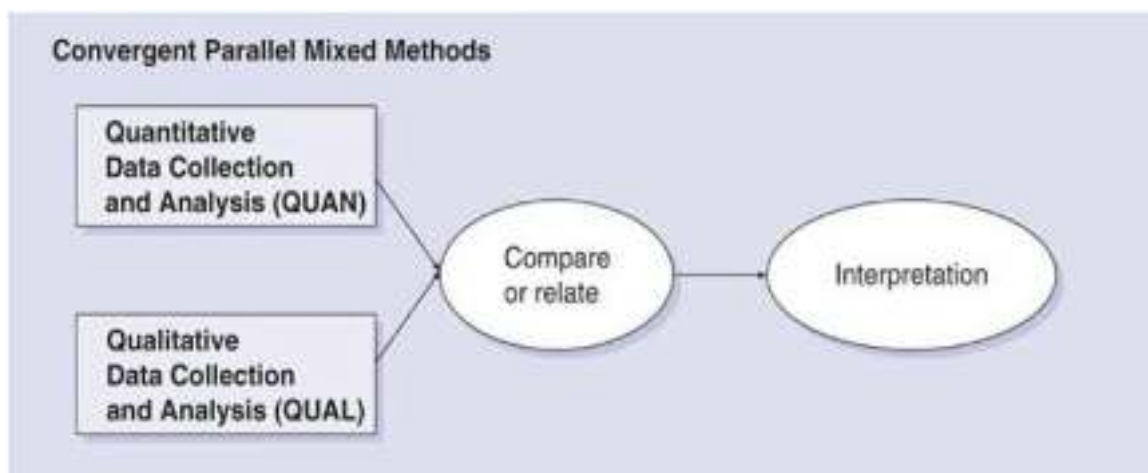 Convergent Parallel Mixed Methods
Quantitative
Data Collection
and Analysis (QUAN)
Compare
or relate
Interpretation
Qualitative
Data Collection
and Analysis (QUAL)